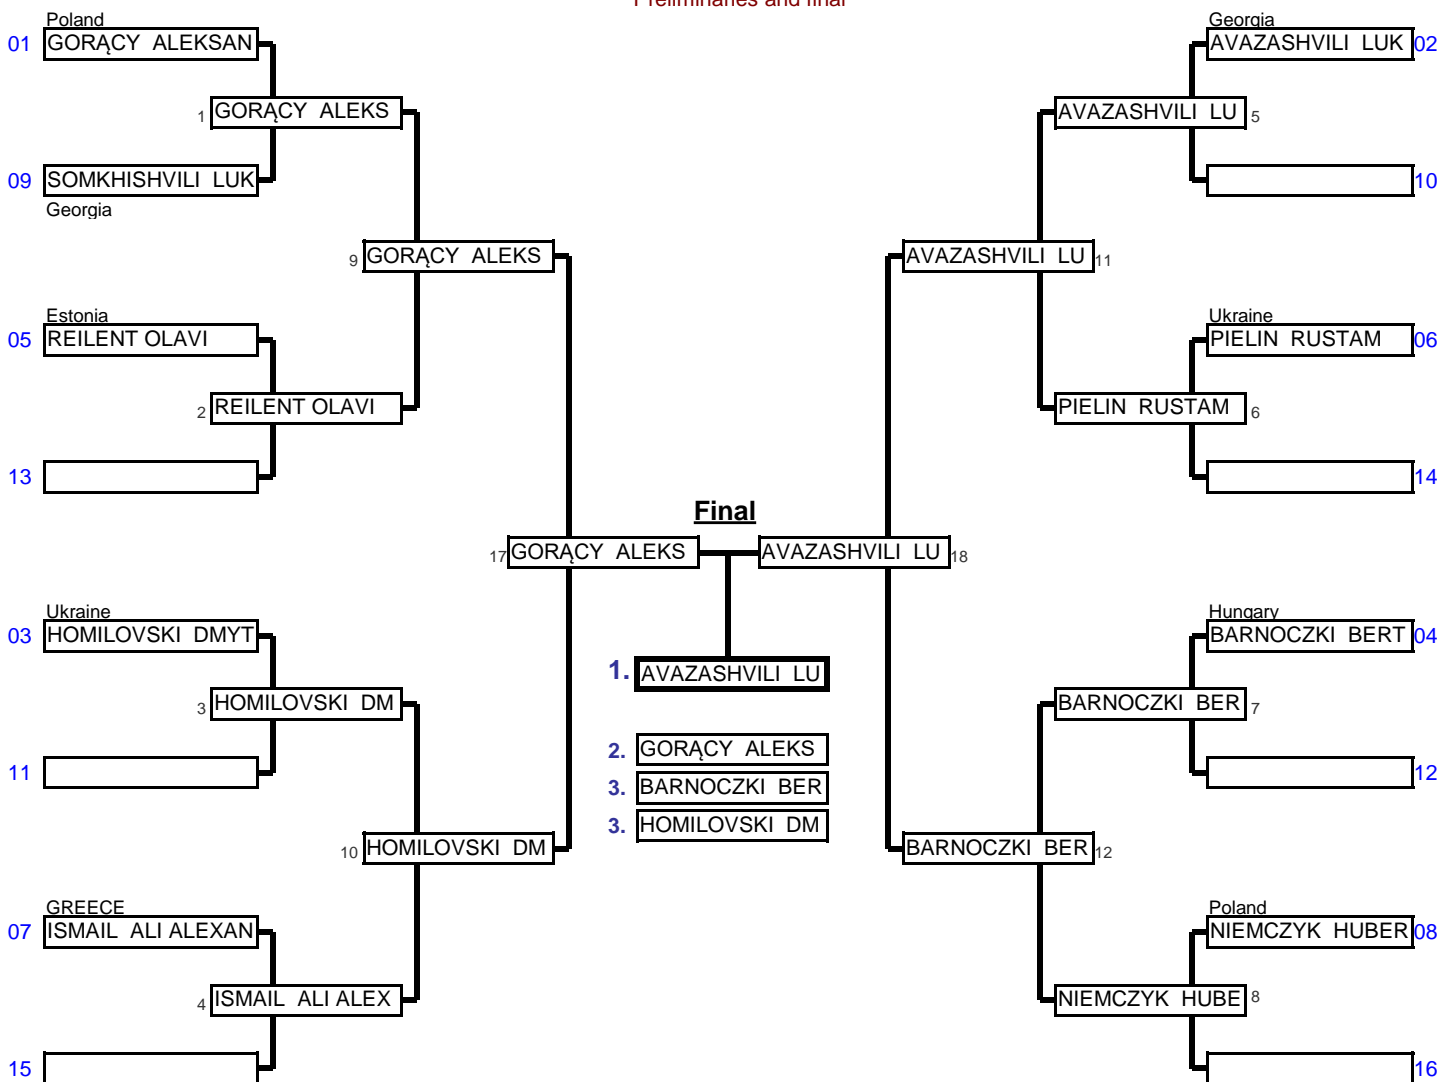 Preliminaries and final
Poland
Georgia
01 GORĄCY ALEKSAN
AVAZASHVILI LUK 02
1 GORĄCY ALEKS
AVAZASHVILI LU 5
09 SOMKHISHVILI LUK
10
Georgia
9 GORĄCY ALEKS
AVAZASHVILI LU 11
Estonia
Ukraine
05 REILENT OLAVI
PIELIN RUSTAM 06
2 REILENT OLAVI
PIELIN RUSTAM 6
13
14
Final
17 GORĄCY ALEKS
AVAZASHVILI LU 18
Ukraine
Hungary
03 HOMILOVSKI DMYT
BARNOCZKI BERT 04
1. AVAZASHVILI LU
3 HOMILOVSKI DM
BARNOCZKI BER 7
2. GORĄCY ALEKS
11
12
3. BARNOCZKI BER
3. HOMILOVSKI DM
10 HOMILOVSKI DM
BARNOCZKI BER 12
GREECE
Poland
07 ISMAIL ALI ALEXAN
NIEMCZYK HUBER 08
4 ISMAIL ALI ALEX
NIEMCZYK HUBE 8
15
16